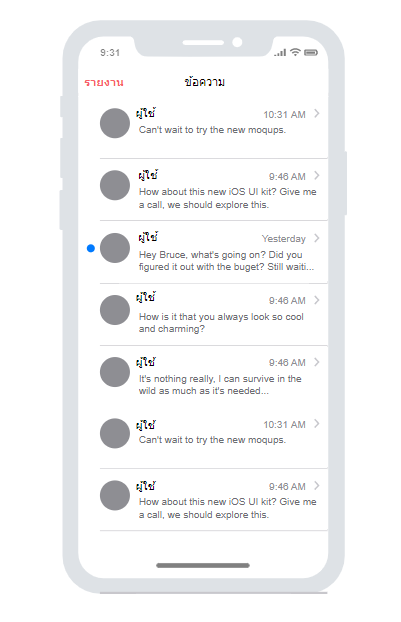 9:31
รายงาน ข้อความ
ผู้ใช้ 10:31 AM
Can't wait to try the new moqups.
ผู้ใช้ 9:46 AM
How about this new iOS UI kit? Give me
a call, we should explore this.
ผู้ใช้ Yesterday
Hey Bruce, what's going on? Did you
figured it out with the buget? Still waiti...
ผู้ใช้ 9:46 AM
How is it that you always look so cool
and charming?
ผู้ใช้ 9:46 AM
It's nothing really, I can survive in the
wild as much as it's needed...
ผู้ใช้ 10:31 AM
Can't wait to try the new moqups.
ผู้ใช้ 9:46 AM
How about this new iOS UI kit? Give me
a call, we should explore this.